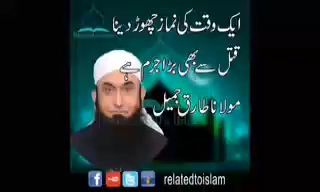 ایک وقت کی نماز چھوڑ دینا
قتل سے بھی بڑا جرم ہے
مولانا طارق جمیل
relatedtoislam